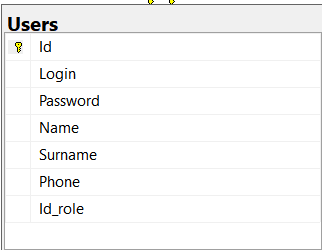 Users
Id
Login
Password
Name
Surname
Phone
Id_role